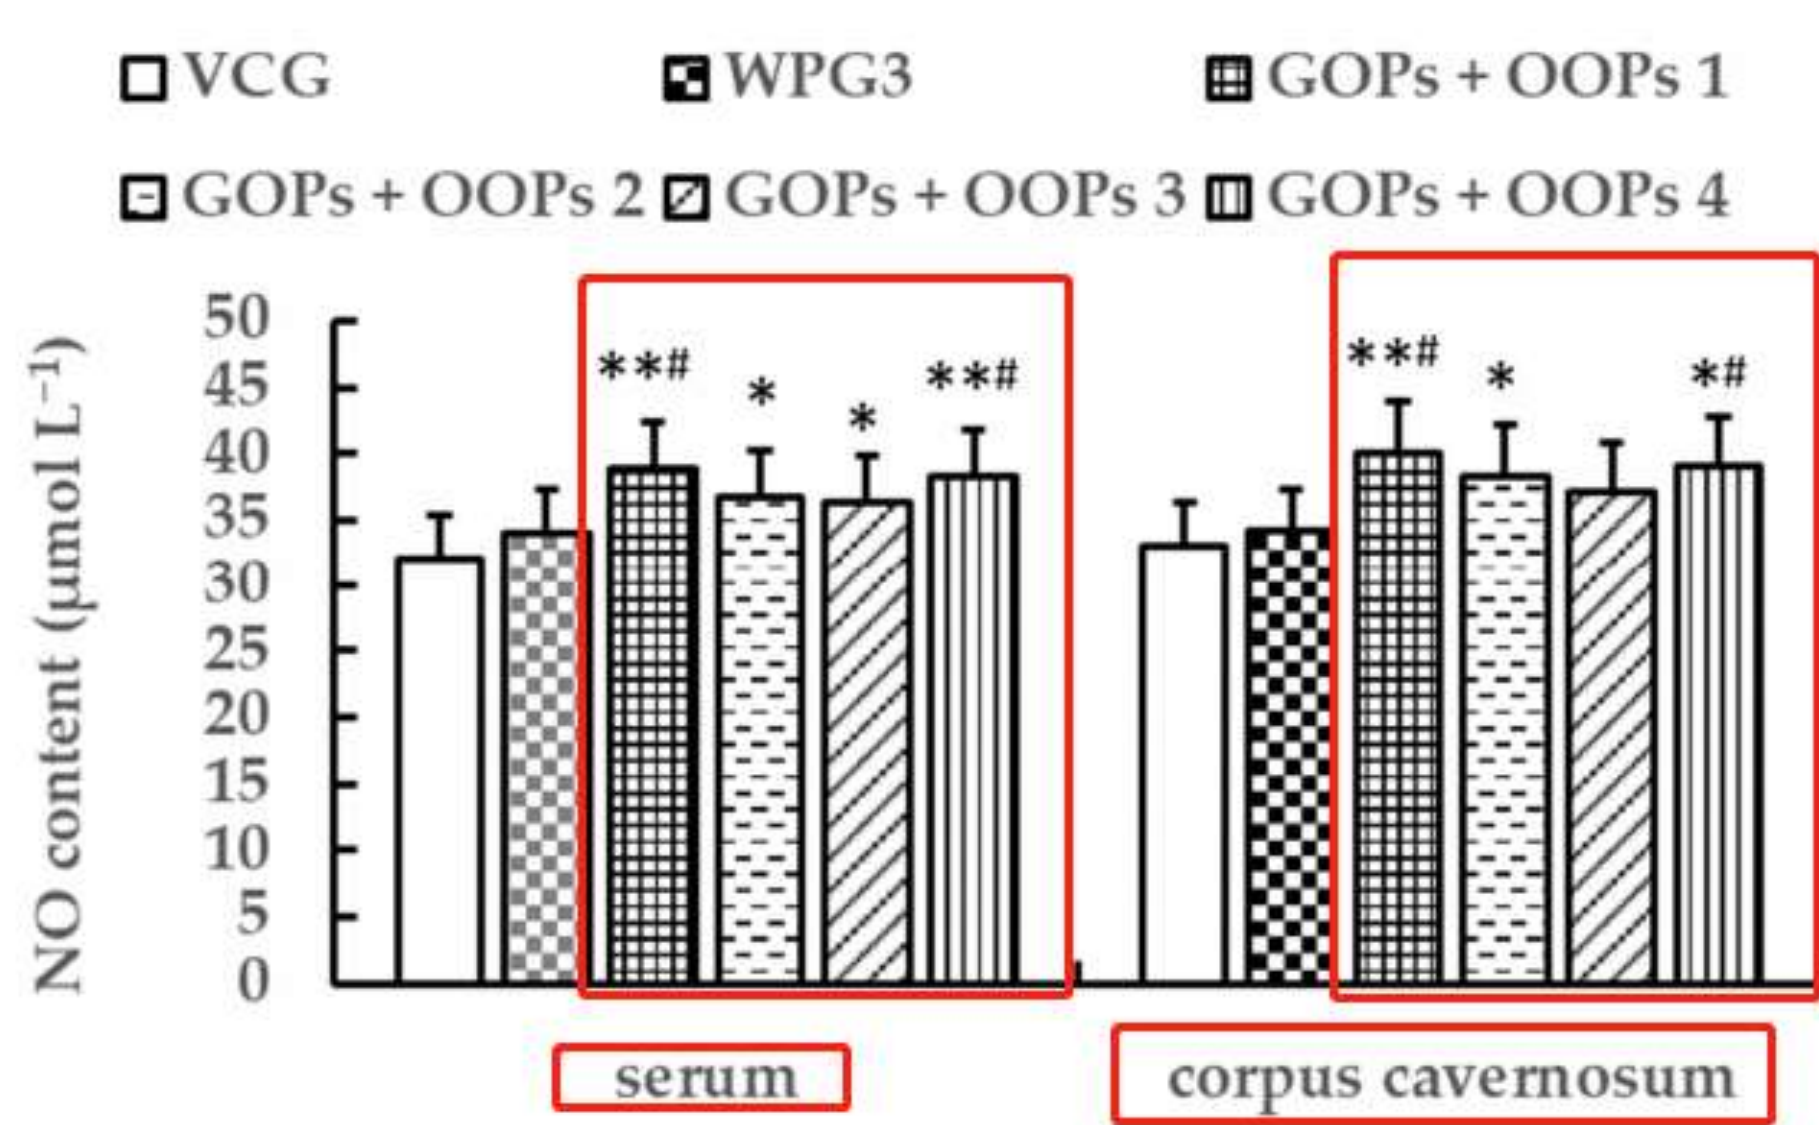 VCG WPG3 GOPs + OOPs 1
GOPs + OOPs 2 GOPs + OOPs 3 GOPs + OOPs 4
NO content (μmol L⁻¹)
50
45
40
35
30
25
20
15
10
5
0
**# * * **# **# * *#
serum corpus cavernosum